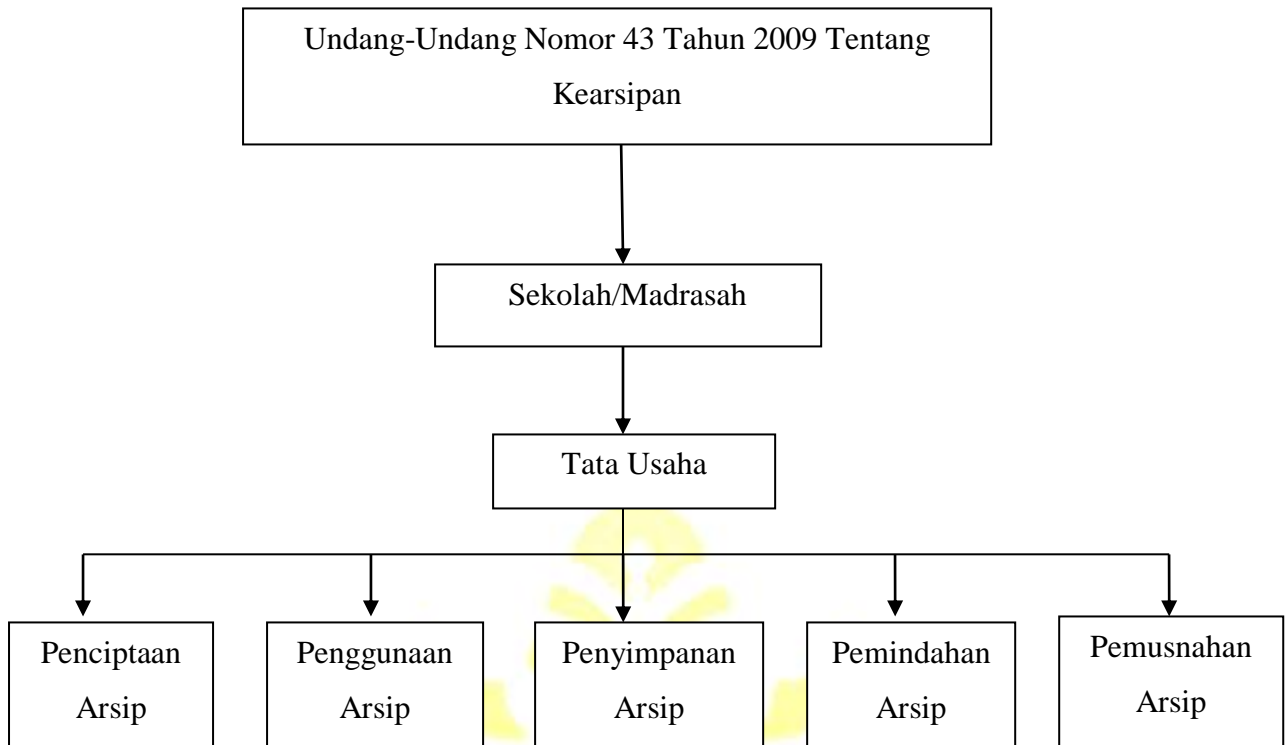 Undang-Undang Nomor 43 Tahun 2009 Tentang
Kearsipan
Sekolah/Madrasah
Tata Usaha
Penciptaan
Arsip
Penggunaan
Arsip
Penyimpanan
Arsip
Pemindahan
Arsip
Pemusnahan
Arsip